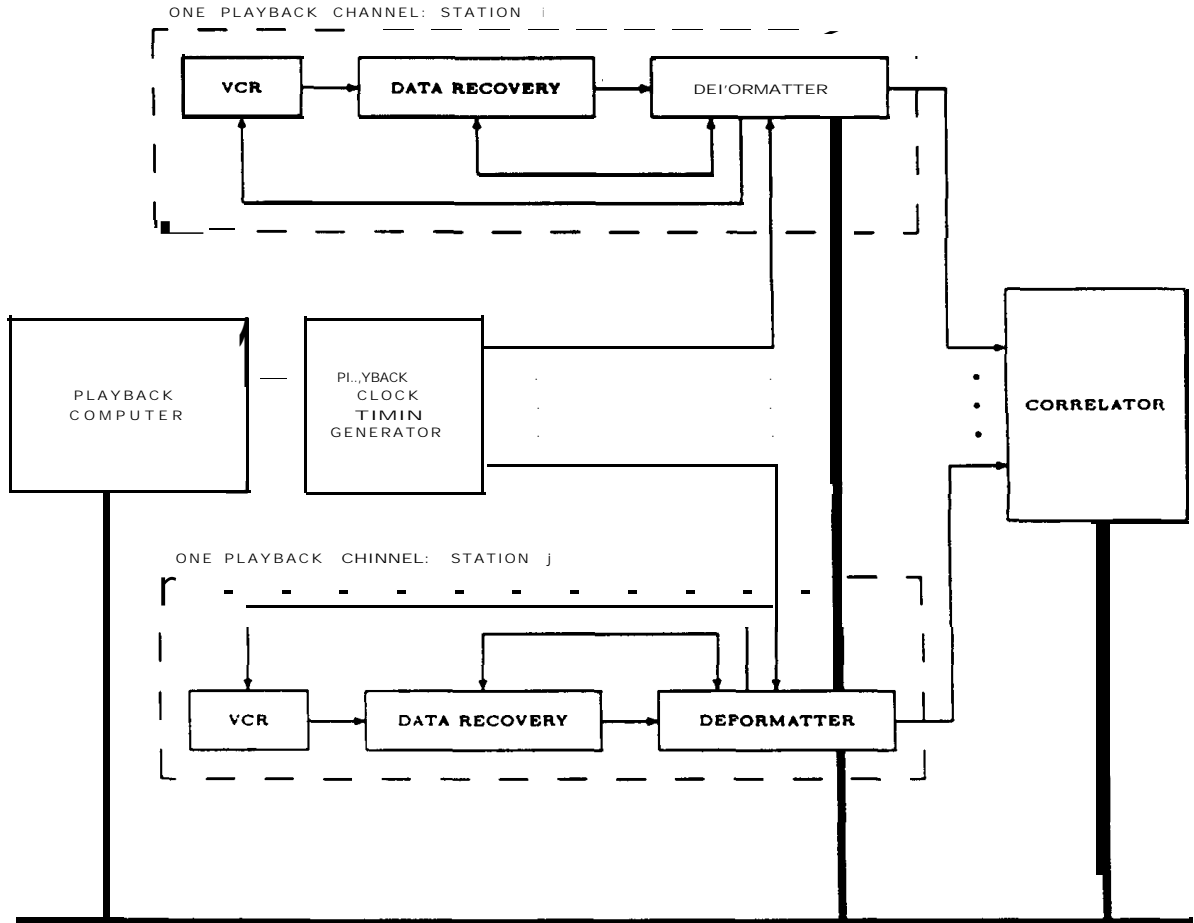 ONE PLAYBACK CHANNEL: STATION i
VCR
DATA RECOVERY
DEI'ORMATTER
PLAYBACK
COMPUTER
PI..,YBACK
CLOCK
TIMIN
GENERATOR
CORRELATOR
ONE PLAYBACK CHINNEL: STATION j
VCR
DATA RECOVERY
DEFORMATTER